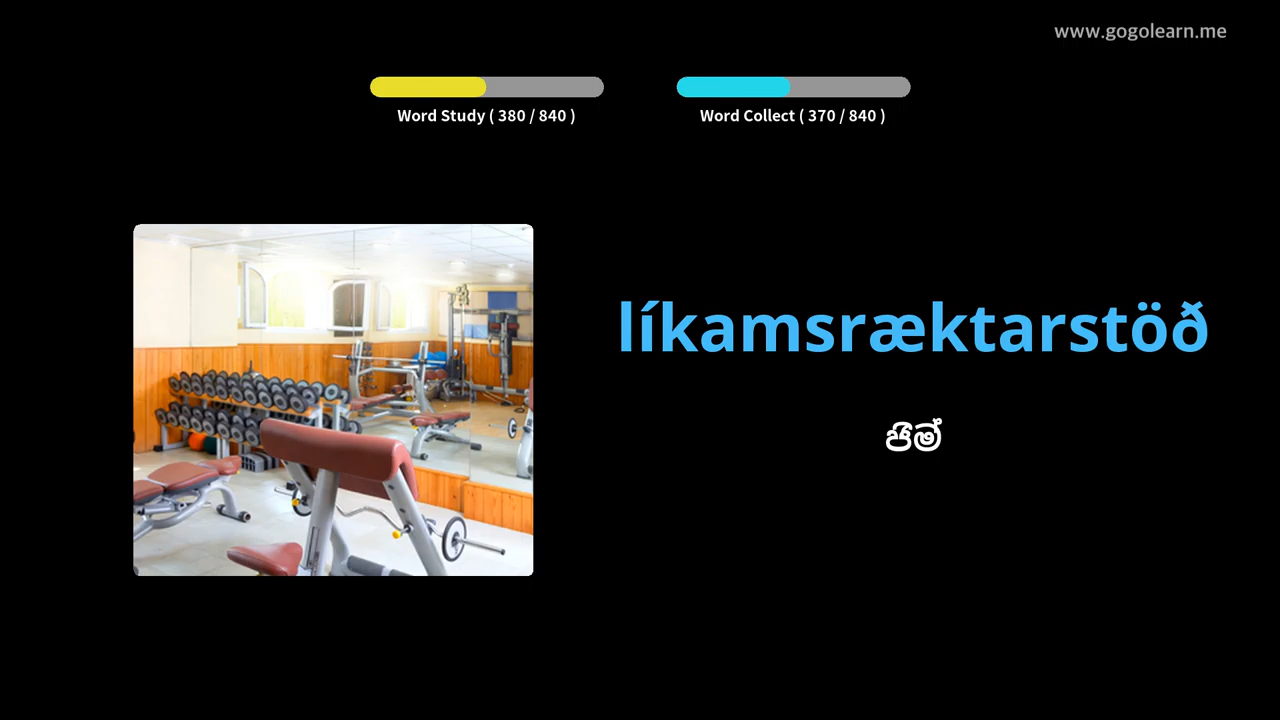 www.gogolearn.me
Word Study ( 380 / 840 )
Word Collect ( 370 / 840 )
líkamsræktarstöð
ජිම්